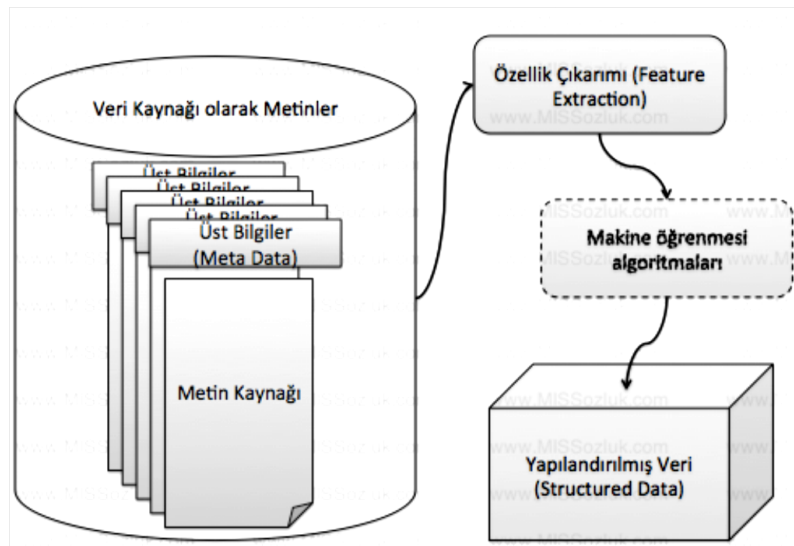 Veri Kaynağı olarak Metinler
Üst Bilgiler
Üst Bilgiler
Üst Bilgiler
Üst Bilgiler
Üst Bilgiler
(Meta Data)
Metin Kaynağı
Özellik Çıkarımı (Feature
Extraction)
www.MISSozluk.com
Makine öğrenmesi
algoritmaları
Yapılandırılmış Veri
(Structured Data)